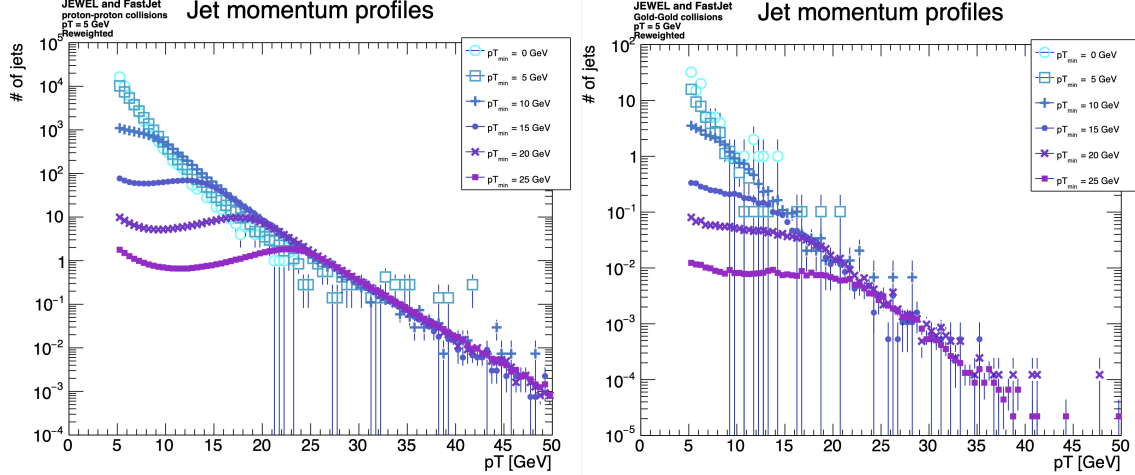 JEWEL and FastJet
proton-proton collisions
pT = 5 GeV
Reweighted
Jet momentum profiles
# of jets
10^5
10^4
10^3
10^2
10
1
10^−1
10^−2
10^−3
10^−4
0 5 10 15 20 25 30 35 40 45 50
pT [GeV]
pT_min = 0 GeV
pT_min = 5 GeV
pT_min = 10 GeV
pT_min = 15 GeV
pT_min = 20 GeV
pT_min = 25 GeV
JEWEL and FastJet
Gold-Gold collisions
pT = 5 GeV
Reweighted
Jet momentum profiles
# of jets
10^2
10
1
10^−1
10^−2
10^−3
10^−4
10^−5
0 5 10 15 20 25 30 35 40 45 50
pT [GeV]
pT_min = 0 GeV
pT_min = 5 GeV
pT_min = 10 GeV
pT_min = 15 GeV
pT_min = 20 GeV
pT_min = 25 GeV